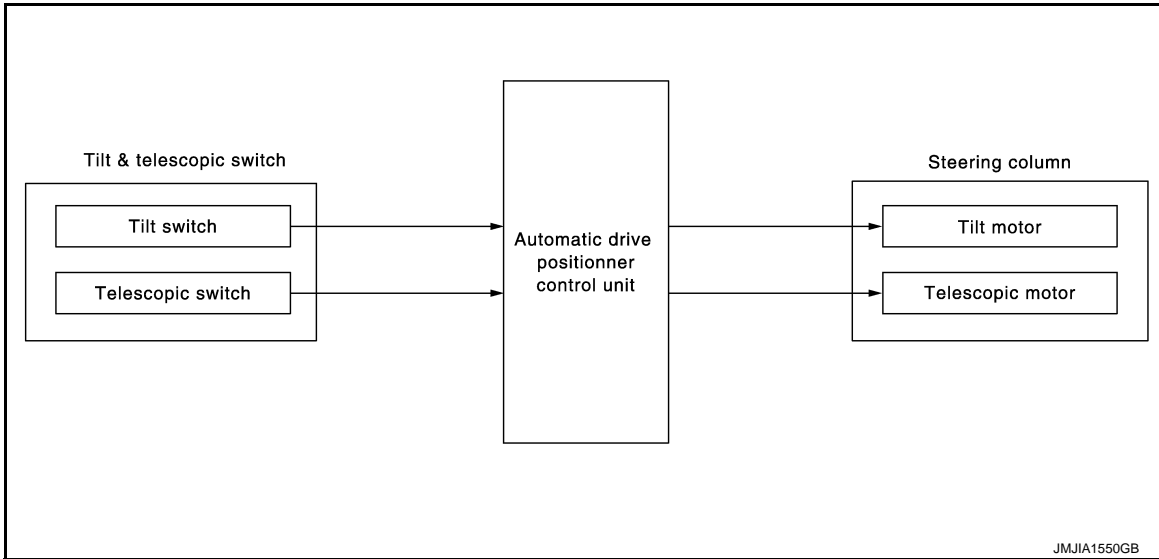 Tilt & telescopic switch
Tilt switch
Telescopic switch
Automatic drive
positionner
control unit
Steering column
Tilt motor
Telescopic motor
JMJIA1550GB